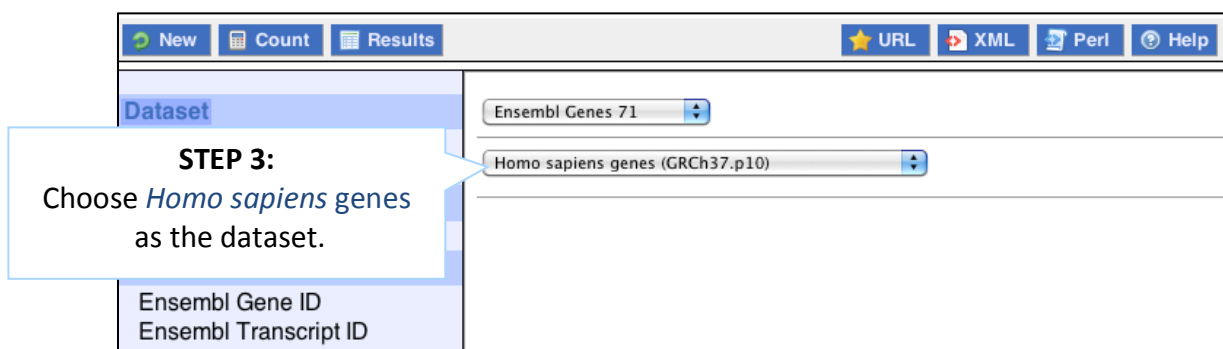 New Count Results URL XML Perl Help
Dataset
Ensembl Genes 71
Homo sapiens genes (GRCh37.p10)
STEP 3:
Choose Homo sapiens genes
as the dataset.
Ensembl Gene ID
Ensembl Transcript ID